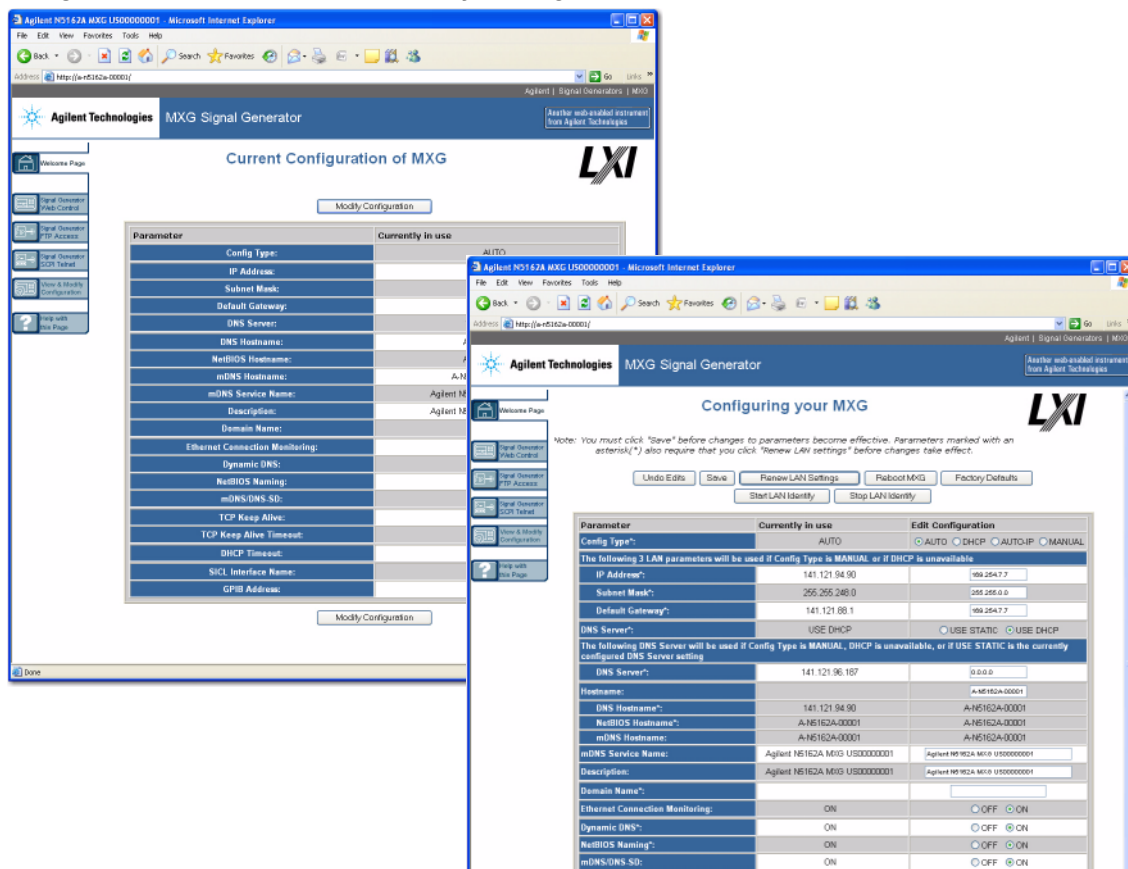 Agilent N5162A MXG US00000001 - Microsoft Internet Explorer
File Edit View Favorites Tools Help
Back Search Favorites
Address http://a-n5162a-00001/ Go Links
Agilent | Signal Generators | MXG
Agilent Technologies MXG Signal Generator
Another web-enabled instrument
from Agilent Technologies
Welcome Page
Signal Generator
Web Control
Signal Generator
FTP Access
Signal Generator
SCPI Telnet
View & Modify
Configuration
Help with
this Page
Current Configuration of MXG
LXI
Modify Configuration
Parameter Currently in use
Config Type: AUTO
IP Address:
Subnet Mask:
Default Gateway:
DNS Server:
DNS Hostname:
NetBIOS Hostname:
mDNS Hostname: A-N
mDNS Service Name: Agilent N5
Description: Agilent N5
Domain Name:
Ethernet Connection Monitoring:
Dynamic DNS:
NetBIOS Naming:
mDNS/DNS-SD:
TCP Keep Alive:
TCP Keep Alive Timeout:
DHCP Timeout:
SICL Interface Name:
GPIB Address:
Modify Configuration
Done
Agilent N5162A MXG US00000001 - Microsoft Internet Explorer
File Edit View Favorites Tools Help
Back Search Favorites
Address http://a-n5162a-00001/ Go Links
Agilent | Signal Generators | MXG
Agilent Technologies MXG Signal Generator
Another web-enabled instrument
from Agilent Technologies
Welcome Page
Signal Generator
Web Control
Signal Generator
FTP Access
Signal Generator
SCPI Telnet
View & Modify
Configuration
Help with
this Page
Configuring your MXG
LXI
Note: You must click "Save" before changes to parameters become effective. Parameters marked with an
asterisk(*) also require that you click "Renew LAN settings" before changes take effect.
Undo Edits Save Renew LAN Settings Reboot MXG Factory Defaults
Start LAN Identify Stop LAN Identify
Parameter Currently in use Edit Configuration
Config Type*: AUTO AUTO DHCP AUTO-IP MANUAL
The following 3 LAN parameters will be used if Config Type is MANUAL or if DHCP is unavailable
IP Address*: 141.121.94.90 169.254.7.7
Subnet Mask*: 255.255.248.0 255.255.0.0
Default Gateway*: 141.121.88.1 169.254.7.7
DNS Server*: USE DHCP USE STATIC USE DHCP
The following DNS Server will be used if Config Type is MANUAL, DHCP is unavailable, or if USE STATIC is the currently
configured DNS Server setting
DNS Server*: 141.121.96.187 0.0.0.0
Hostname: A-N5162A-00001
DNS Hostname*: 141.121.94.90 A-N5162A-00001
NetBIOS Hostname*: A-N5162A-00001 A-N5162A-00001
mDNS Hostname: A-N5162A-00001 A-N5162A-00001
mDNS Service Name: Agilent N5162A MXG US00000001 Agilent N5162A MXG US00000001
Description: Agilent N5162A MXG US00000001 Agilent N5162A MXG US00000001
Domain Name*:
Ethernet Connection Monitoring: ON OFF ON
Dynamic DNS*: ON OFF ON
NetBIOS Naming*: ON OFF ON
mDNS/DNS-SD: ON OFF ON